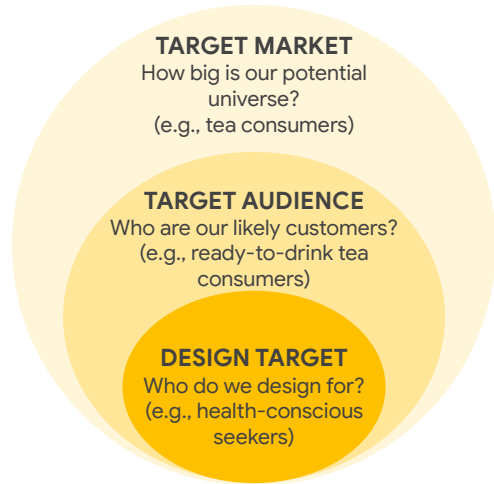 TARGET MARKET
How big is our potential
universe?
(e.g., tea consumers)
TARGET AUDIENCE
Who are our likely customers?
(e.g., ready-to-drink tea
consumers)
DESIGN TARGET
Who do we design for?
(e.g., health-conscious
seekers)